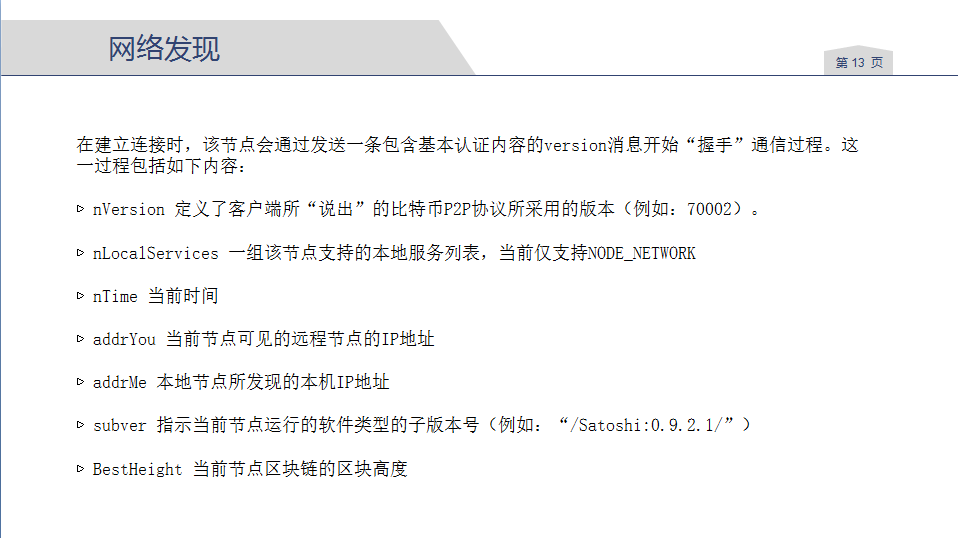 网络发现
第 13 页
在建立连接时，该节点会通过发送一条包含基本认证内容的version消息开始“握手”通信过程。这
一过程包括如下内容：
nVersion 定义了客户端所“说出”的比特币P2P协议所采用的版本（例如：70002）。
nLocalServices 一组该节点支持的本地服务列表，当前仅支持NODE_NETWORK
nTime 当前时间
addrYou 当前节点可见的远程节点的IP地址
addrMe 本地节点所发现的本机IP地址
subver 指示当前节点运行的软件类型的子版本号（例如：“/Satoshi:0.9.2.1/”）
BestHeight 当前节点区块链的区块高度